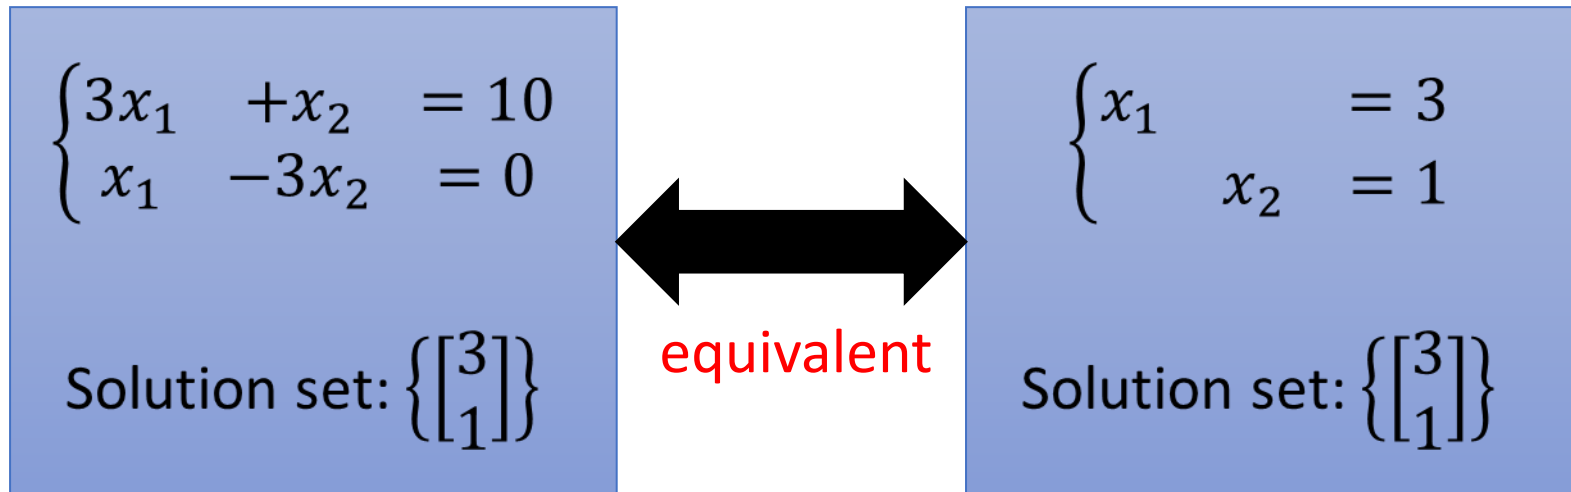 3x₁ +x₂ = 10
x₁ −3x₂ = 0
Solution set: {[3 1]}
equivalent
x₁ = 3
x₂ = 1
Solution set: {[3 1]}